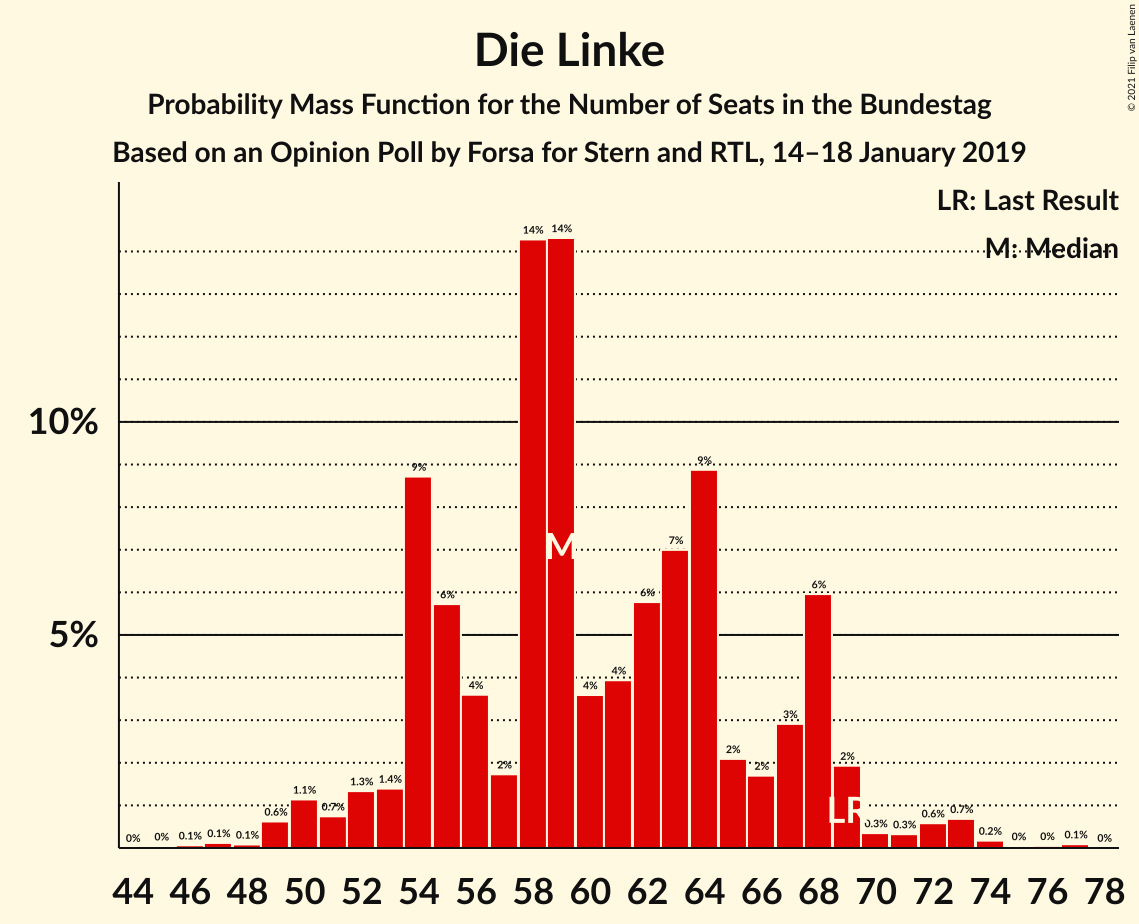 Die Linke
Probability Mass Function for the Number of Seats in the Bundestag
Based on an Opinion Poll by Forsa for Stern and RTL, 14–18 January 2019
© 2021 Filip van Laenen
LR: Last Result
M: Median
10%
5%
0% 0% 0.1% 0.1% 0.1% 0.6% 1.1% 0.7% 1.3% 1.4% 9% 6% 4% 2% 14% 14% 4% 4% 6% 7% 9% 2% 2% 3% 6% 2% 0.3% 0.3% 0.6% 0.7% 0.2% 0% 0% 0.1% 0%
M
LR
44 46 48 50 52 54 56 58 60 62 64 66 68 70 72 74 76 78